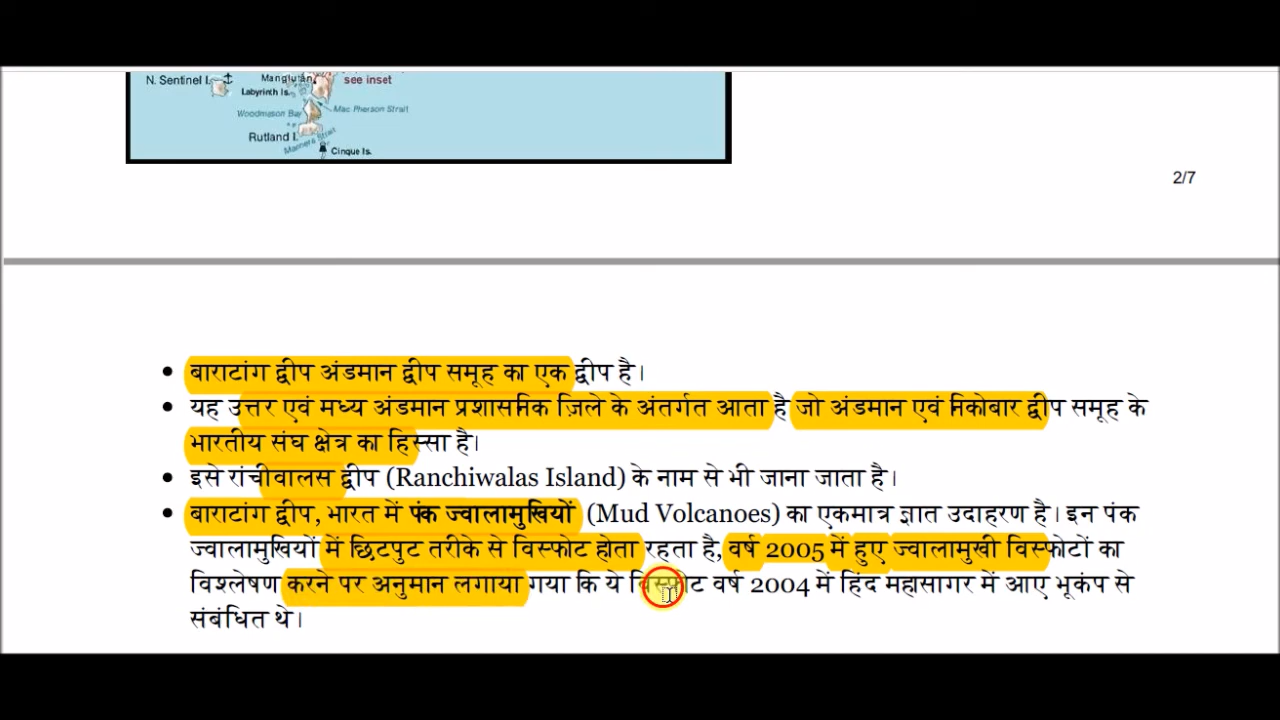 N. Sentinel I.
Manglutan
see inset
Labyrinth Is.
Woodmason Bay
Mac Pherson Strait
Rutland I.
Manners Strait
Cinque Is.
2/7
• बाराटांग द्वीप अंडमान द्वीप समूह का एक द्वीप है।
• यह उत्तर एवं मध्य अंडमान प्रशासनिक ज़िले के अंतर्गत आता है जो अंडमान एवं निकोबार द्वीप समूह के
भारतीय संघ क्षेत्र का हिस्सा है।
• इसे रांचीवालस द्वीप (Ranchiwalas Island) के नाम से भी जाना जाता है।
• बाराटांग द्वीप, भारत में पंक ज्वालामुखियों (Mud Volcanoes) का एकमात्र ज्ञात उदाहरण है। इन पंक
ज्वालामुखियों में छिटपुट तरीके से विस्फोट होता रहता है, वर्ष 2005 में हुए ज्वालामुखी विस्फोटों का
विश्लेषण करने पर अनुमान लगाया गया कि ये विस्फोट वर्ष 2004 में हिंद महासागर में आए भूकंप से
संबंधित थे।